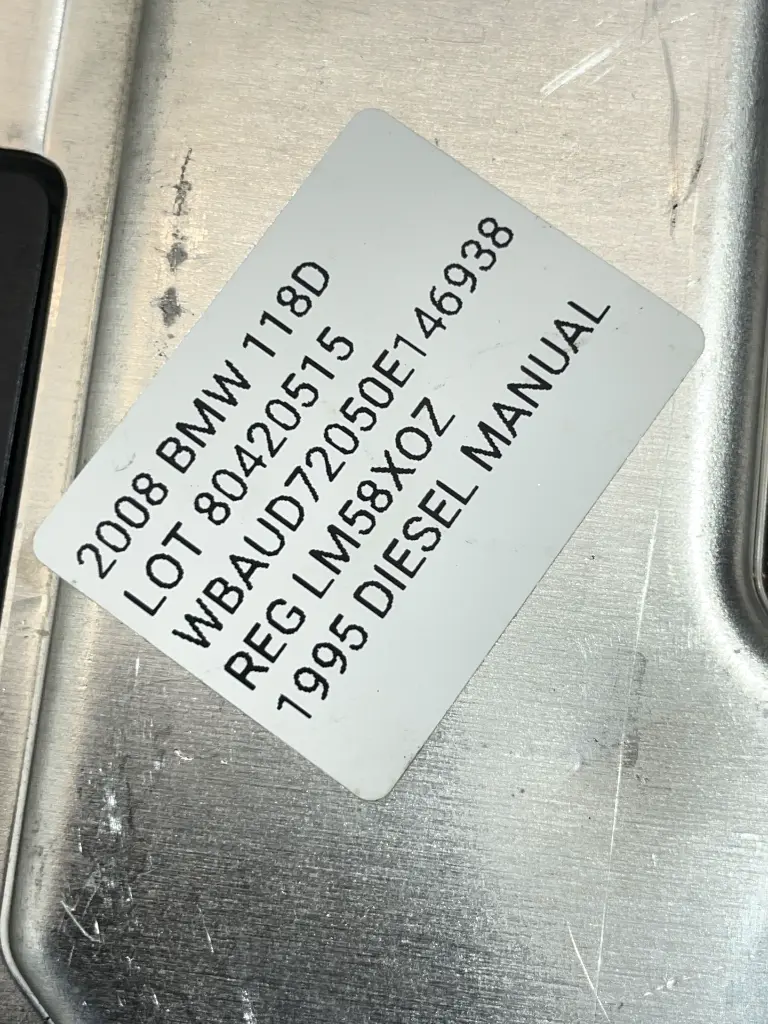 2008 BMW 118D
LOT 80420515
WBAUD72050E146938
REG LM58XOZ
1995 DIESEL MANUAL